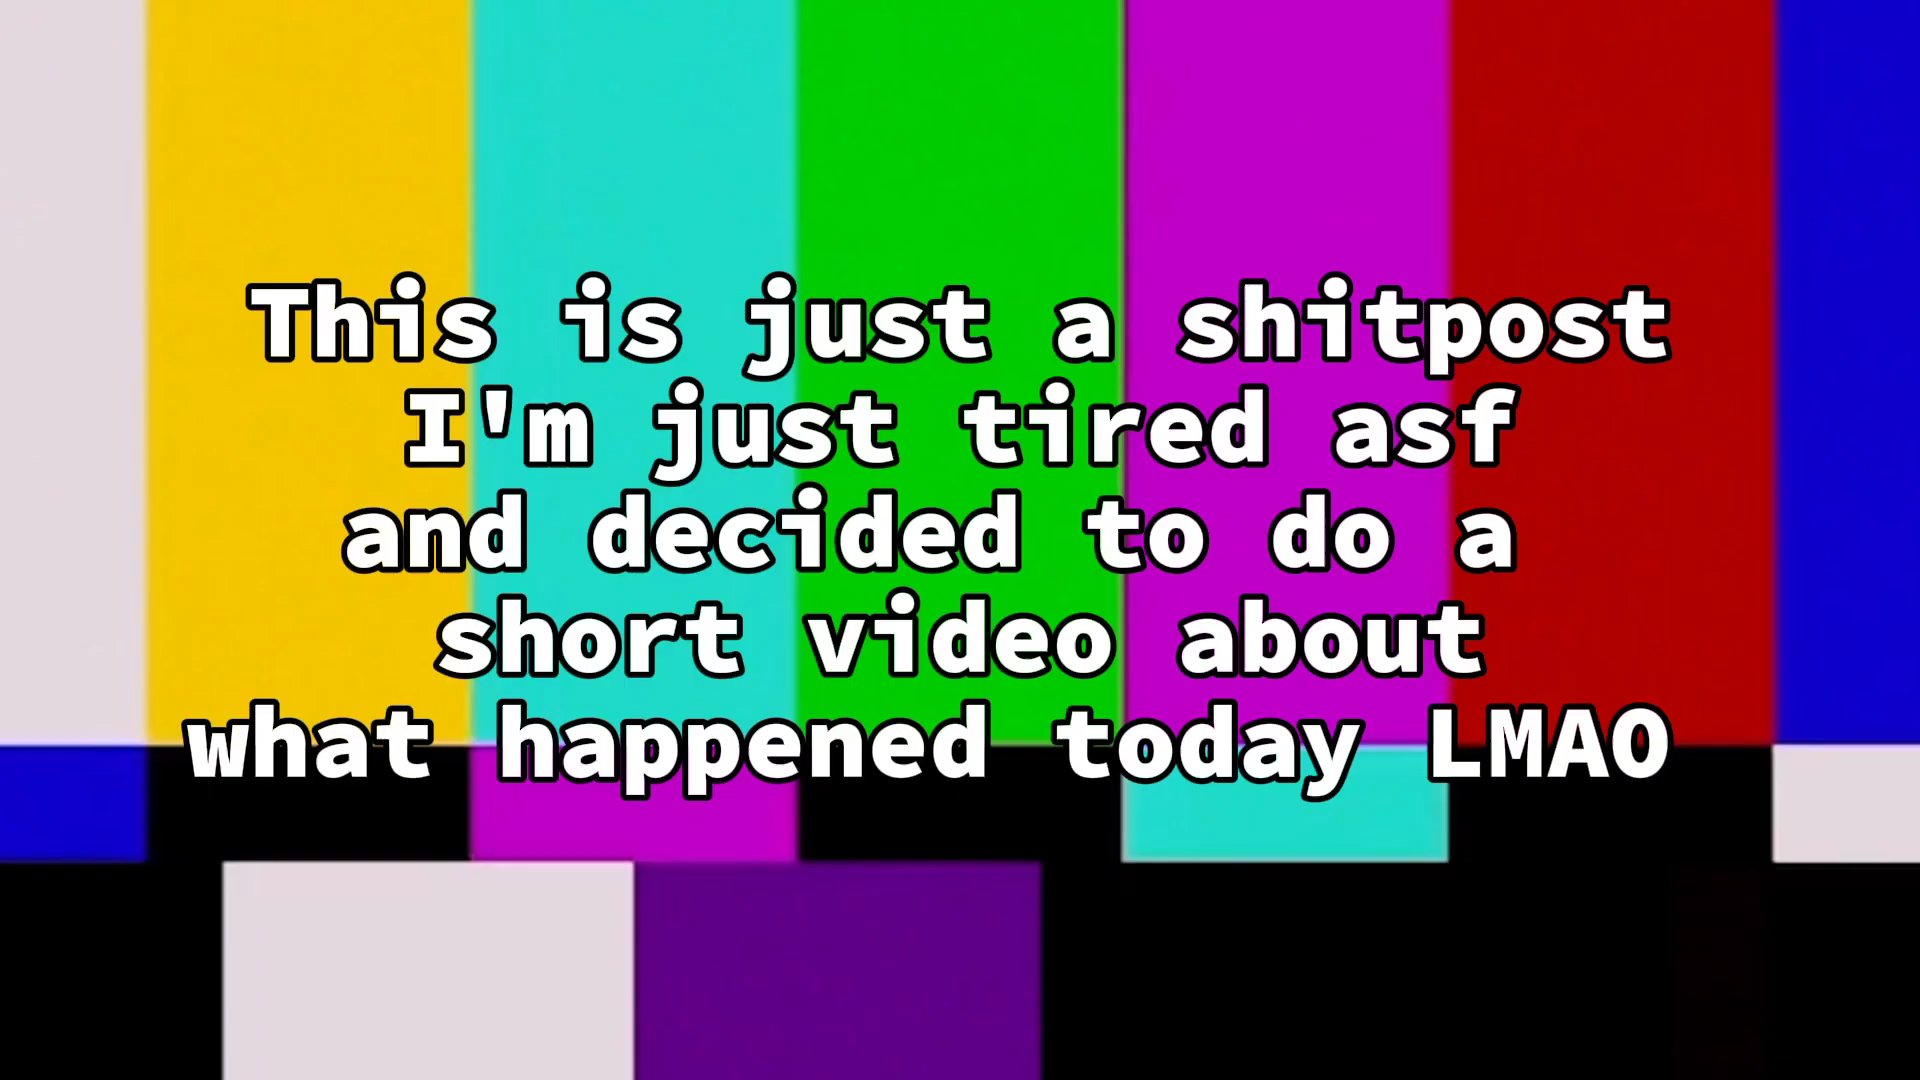 This is just a shitpost
I'm just tired asf
and decided to do a
short video about
what happened today LMAO